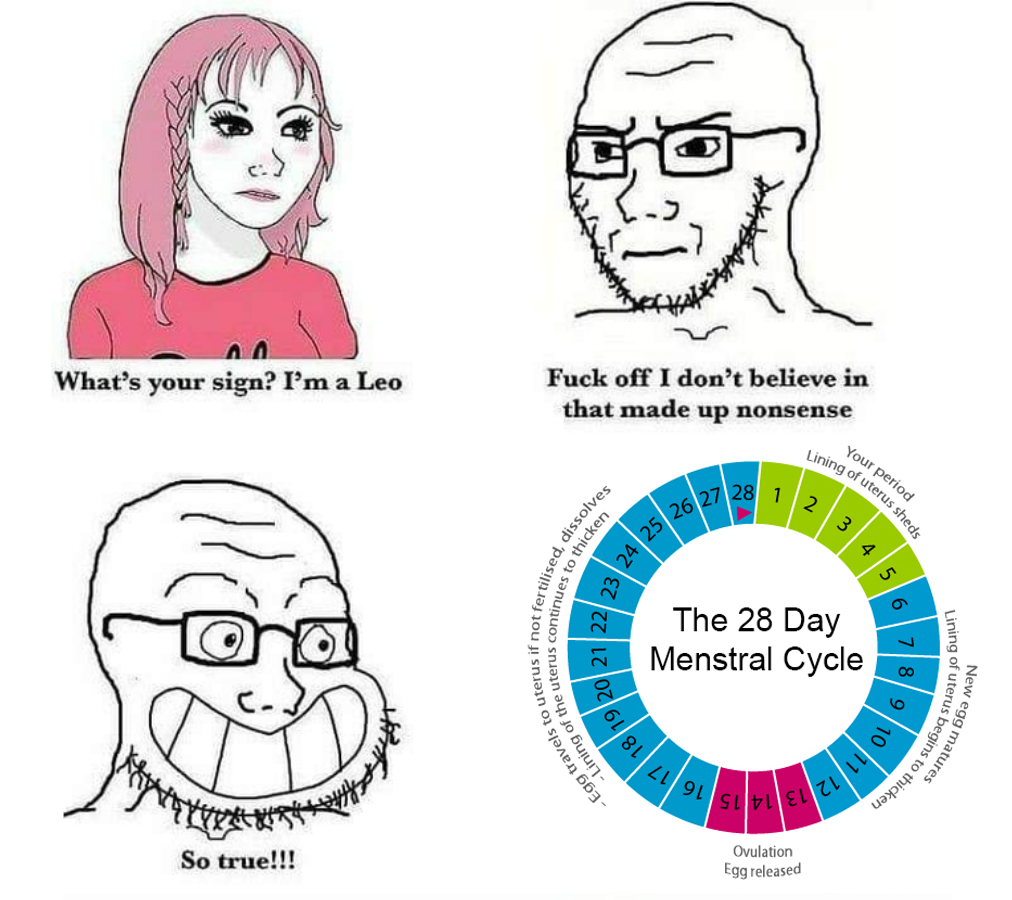 What's your sign? I'm a Leo
Fuck off I don't believe in
that made up nonsense
So true!!!
Your period
Lining of uterus sheds
1
2
3
4
5
6
7
8
9
10
11
12
13
14
15
16
17
18
19
20
21
22
23
24
25
26
27
28
The 28 Day
Menstral Cycle
New egg matures
Lining of uterus begins to thicken
Ovulation
Egg released
- Egg travels to uterus if not fertilised, dissolves
- Lining of the uterus continues to thicken